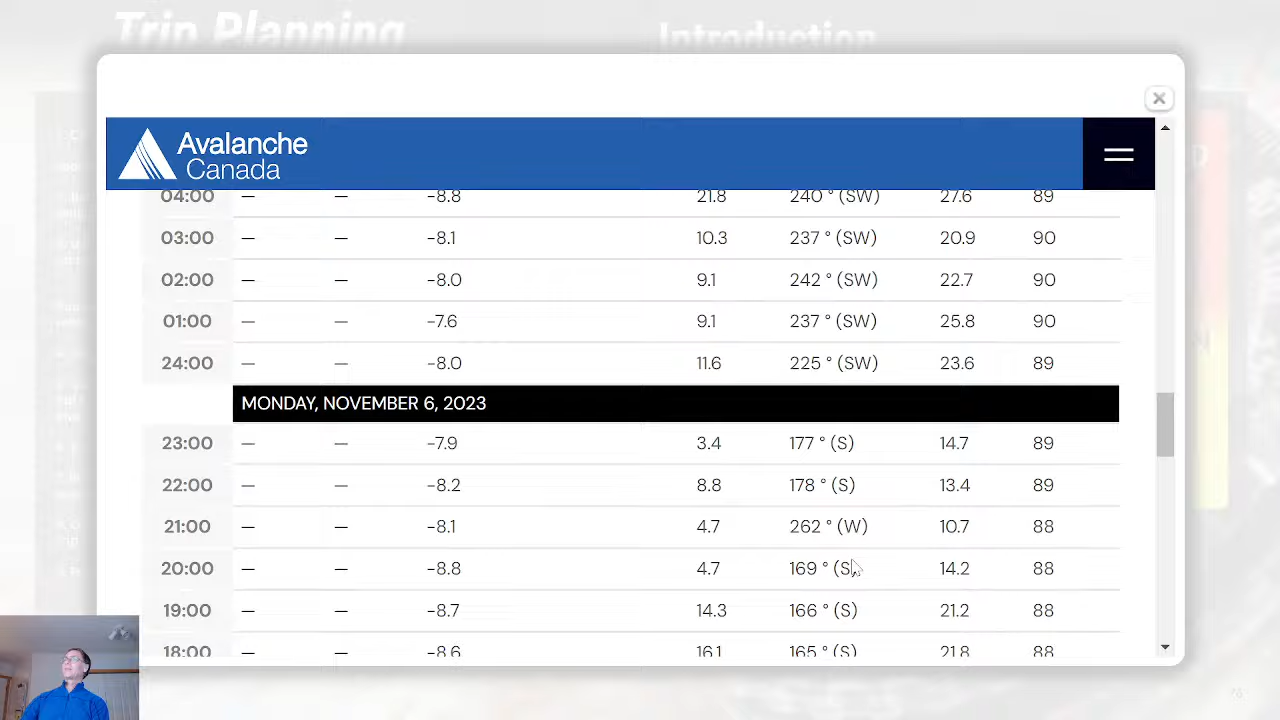 Trip Planning
Introduction
Avalanche
Canada
04:00 — — -8.8 21.8 240 ° (SW) 27.6 89
03:00 — — -8.1 10.3 237 ° (SW) 20.9 90
02:00 — — -8.0 9.1 242 ° (SW) 22.7 90
01:00 — — -7.6 9.1 237 ° (SW) 25.8 90
24:00 — — -8.0 11.6 225 ° (SW) 23.6 89
MONDAY, NOVEMBER 6, 2023
23:00 — — -7.9 3.4 177 ° (S) 14.7 89
22:00 — — -8.2 8.8 178 ° (S) 13.4 89
21:00 — — -8.1 4.7 262 ° (W) 10.7 88
20:00 — — -8.8 4.7 169 ° (S) 14.2 88
19:00 — — -8.7 14.3 166 ° (S) 21.2 88
18:00 — — -8.6 16.1 165 ° (S) 21.8 88